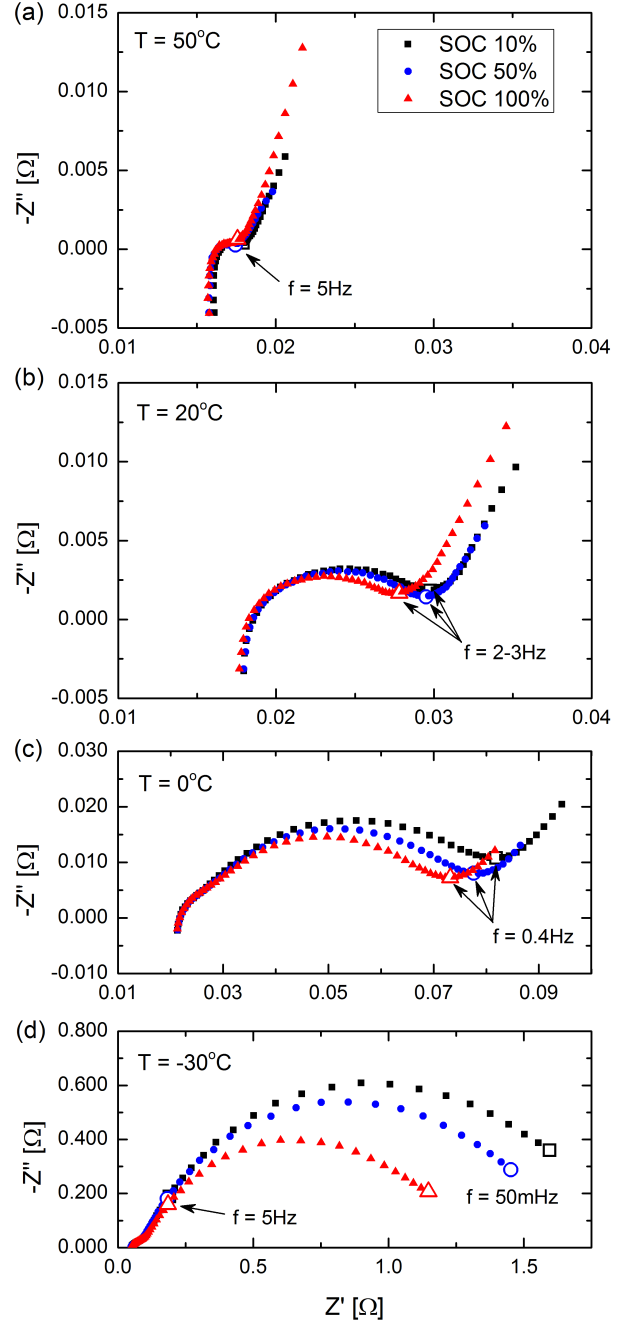 (a)
T = 50°C
SOC 10%
SOC 50%
SOC 100%
0.015
0.010
0.005
0.000
-0.005
-Z'' [Ω]
f = 5Hz
0.01 0.02 0.03 0.04
(b)
T = 20°C
0.015
0.010
0.005
0.000
-0.005
-Z'' [Ω]
f = 2-3Hz
0.01 0.02 0.03 0.04
(c)
T = 0°C
0.030
0.020
0.010
0.000
-0.010
-Z'' [Ω]
f = 0.4Hz
0.01 0.03 0.05 0.07 0.09
(d)
T = -30°C
0.800
0.600
0.400
0.200
0.000
-Z'' [Ω]
f = 50mHz
f = 5Hz
0.0 0.5 1.0 1.5
Z' [Ω]